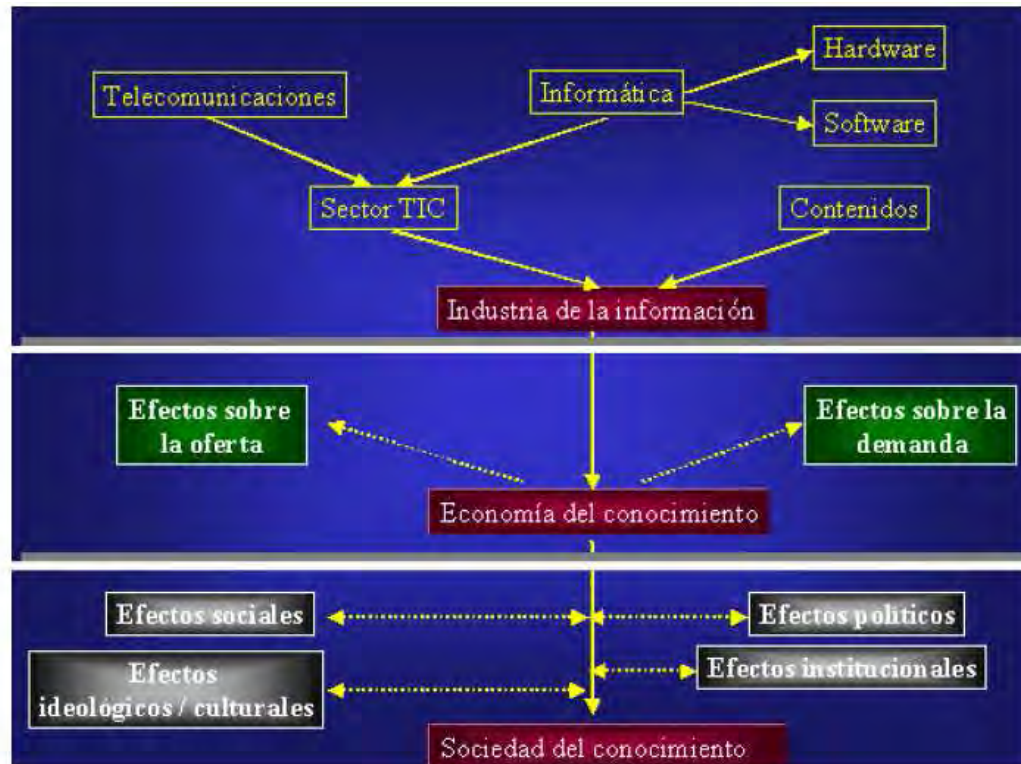 Hardware
Telecomunicaciones
Informática
Software
Sector TIC
Contenidos
Industria de la información
Efectos sobre
la oferta
Efectos sobre la
demanda
Economía del conocimiento
Efectos sociales
Efectos políticos
Efectos
ideológicos / culturales
Efectos institucionales
Sociedad del conocimiento